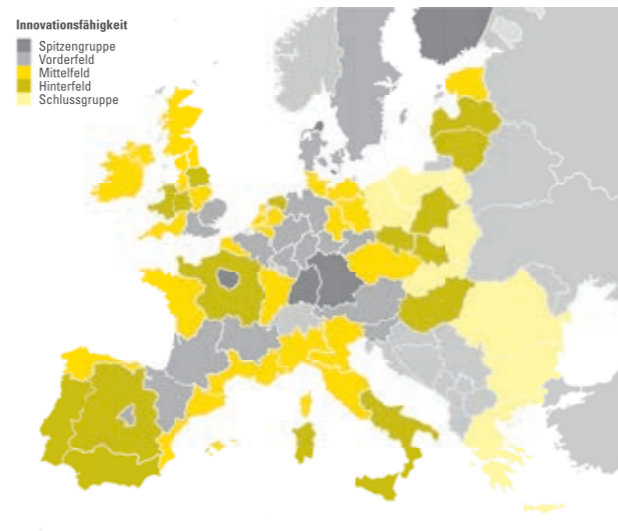 Innovationsfähigkeit
Spitzengruppe
Vorderfeld
Mittelfeld
Hinterfeld
Schlussgruppe